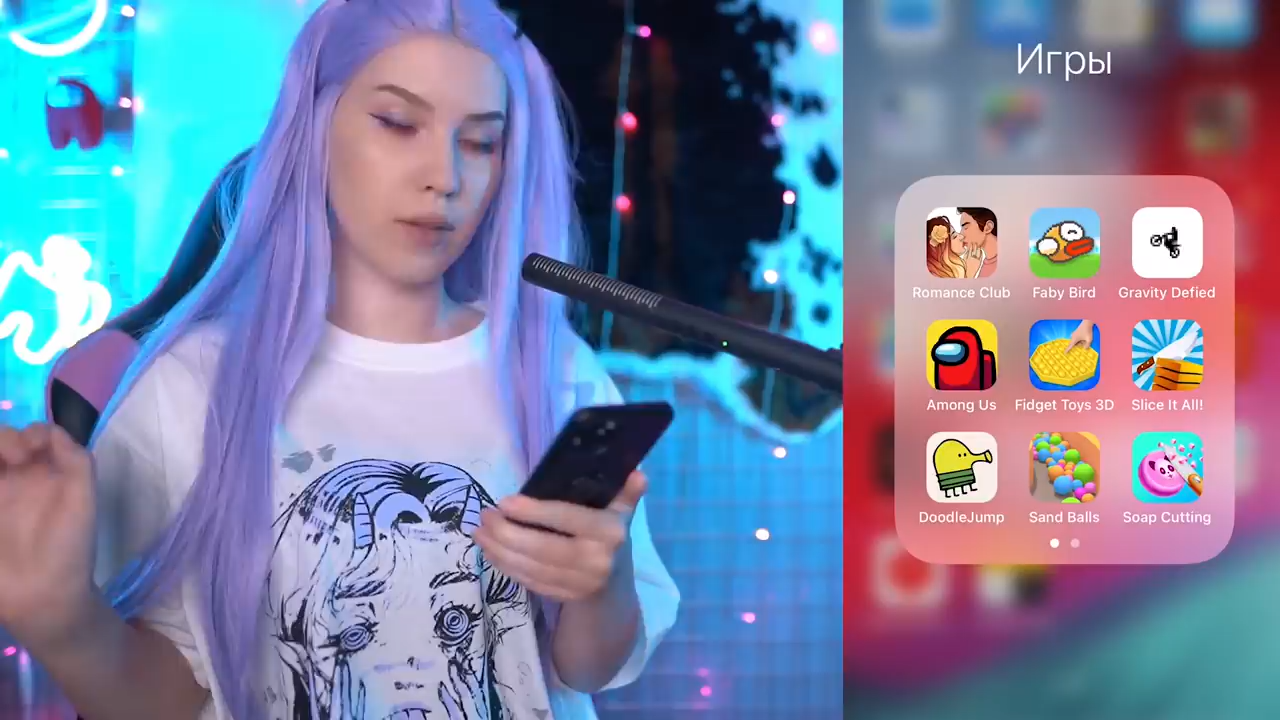 Игры
Romance Club
Faby Bird
Gravity Defied
Among Us
Fidget Toys 3D
Slice It All!
DoodleJump
Sand Balls
Soap Cutting